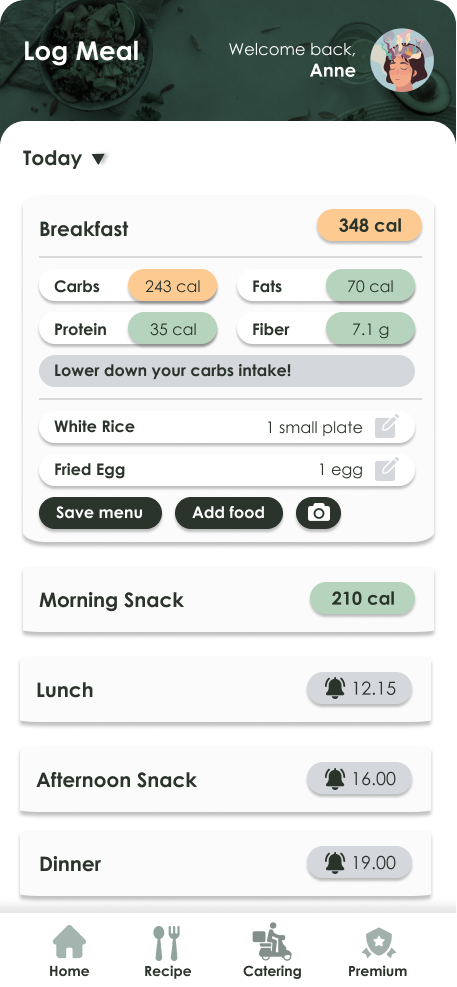 Log Meal
Welcome back,
Anne
Today ▼
Breakfast 348 cal
Carbs 243 cal Fats 70 cal
Protein 35 cal Fiber 7.1 g
Lower down your carbs intake!
White Rice 1 small plate
Fried Egg 1 egg
Save menu Add food
Morning Snack 210 cal
Lunch 12.15
Afternoon Snack 16.00
Dinner 19.00
Home Recipe Catering Premium